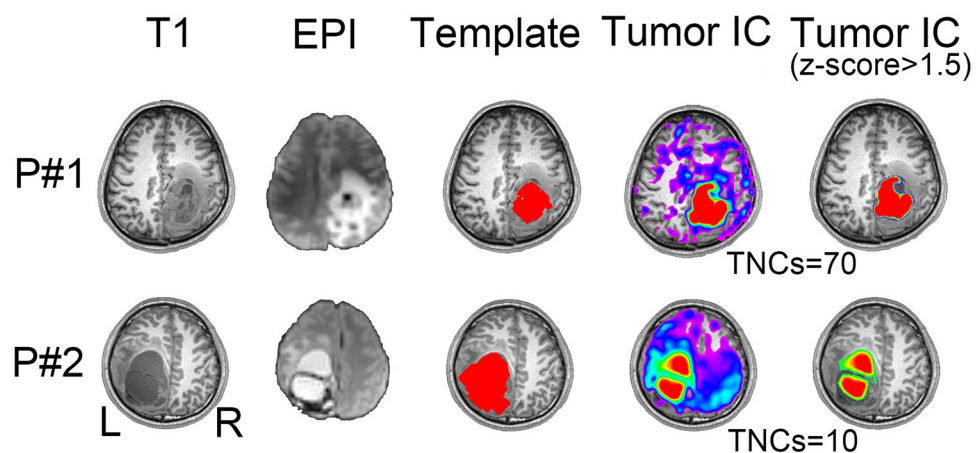 T1 EPI Template Tumor IC Tumor IC
(z-score>1.5)
P#1
TNCs=70
P#2
L R
TNCs=10